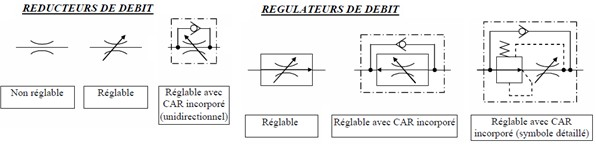 REDUCTEURS DE DEBIT
REGULATEURS DE DEBIT
Non réglable
Réglable
Réglable avec
CAR incorporé
(unidirectionnel)
Réglable
Réglable avec CAR incorporé
Réglable avec CAR
incorporé (symbole détaillé)